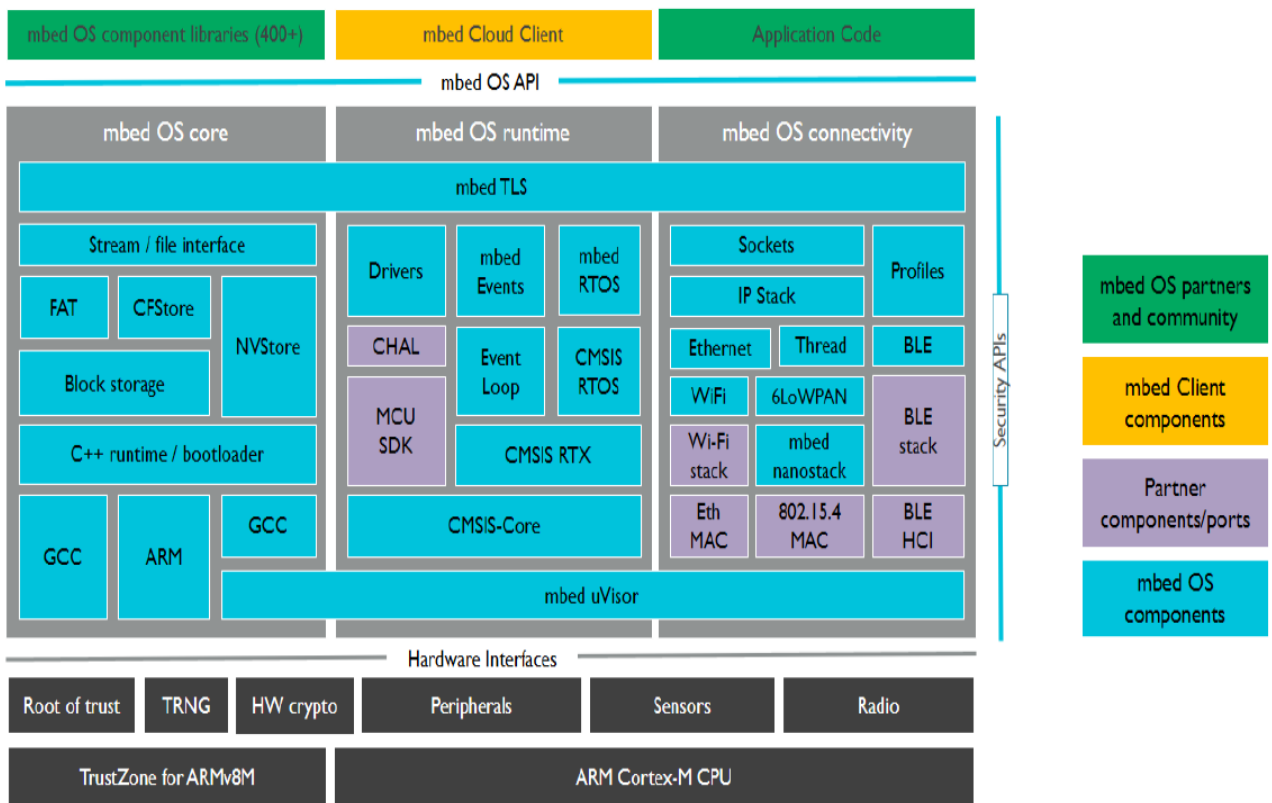 mbed OS component libraries (400+)
mbed Cloud Client
Application Code
mbed OS API
mbed OS core
mbed OS runtime
mbed OS connectivity
mbed TLS
Stream / file interface
FAT
CFStore
NVStore
Block storage
C++ runtime / bootloader
GCC
ARM
GCC
Drivers
mbed
Events
mbed
RTOS
CHAL
Event
Loop
CMSIS
RTOS
MCU
SDK
CMSIS RTX
CMSIS-Core
Sockets
Profiles
IP Stack
Ethernet
Thread
BLE
WiFi
6LoWPAN
BLE
stack
Wi-Fi
stack
mbed
nanostack
Eth
MAC
802.15.4
MAC
BLE
HCI
mbed uVisor
Security APIs
mbed OS partners
and community
mbed Client
components
Partner
components/ports
mbed OS
components
Hardware Interfaces
Root of trust
TRNG
HW crypto
Peripherals
Sensors
Radio
TrustZone for ARMv8M
ARM Cortex-M CPU